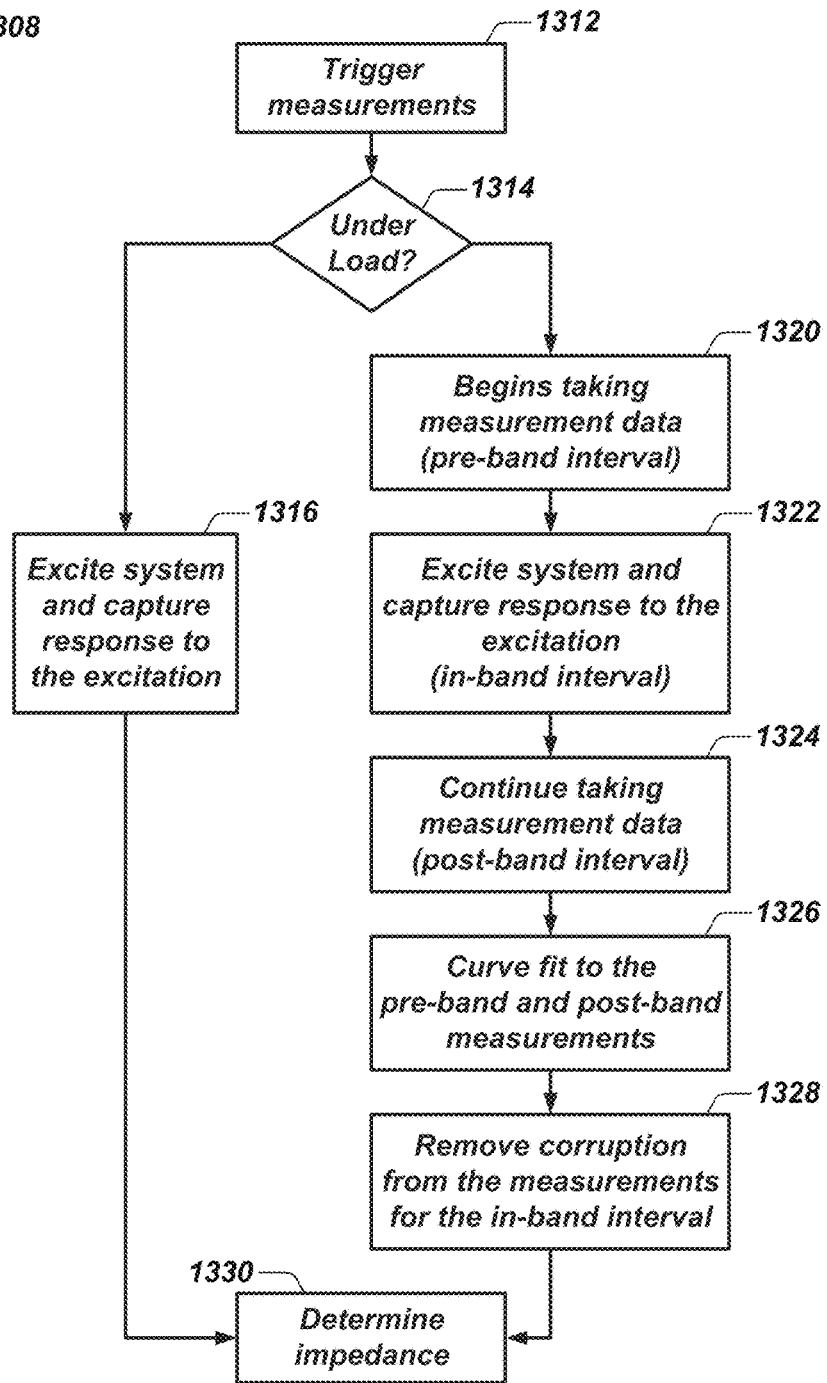 308
1312
Trigger
measurements
1314
Under
Load?
1320
Begins taking
measurement data
(pre-band interval)
1316
Excite system
and capture
response to
the excitation
1322
Excite system and
capture response to the
excitation
(in-band interval)
1324
Continue taking
measurement data
(post-band interval)
1326
Curve fit to the
pre-band and post-band
measurements
1328
Remove corruption
from the measurements
for the in-band interval
1330
Determine
impedance